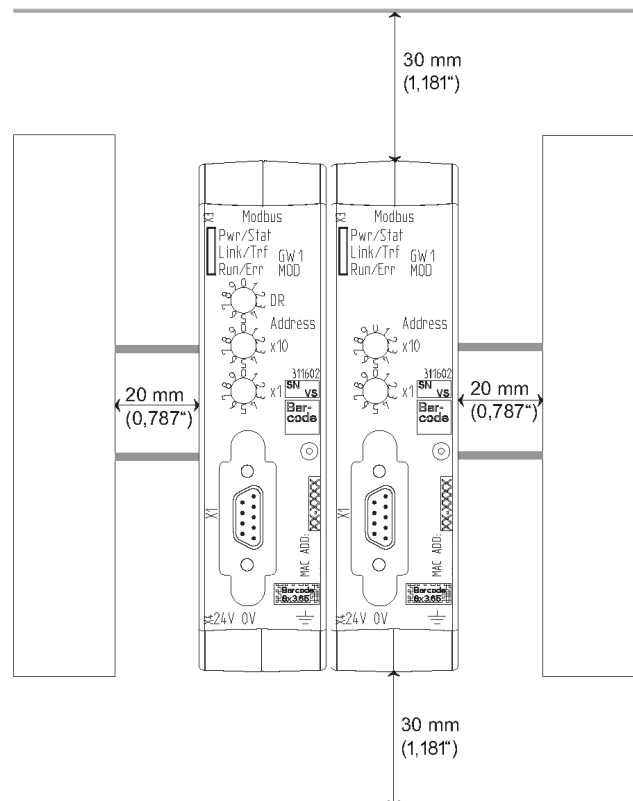 30 mm
(1,181“)
X3
Modbus
Pwr/Stat
Link/Trf
Run/Err
GW1
MOD
DR
Address
x10
x1
311602
SN
VS
Bar-
code
X1
MAC ADD:
Barcode
9x3.65
24V 0V
X3
Modbus
Pwr/Stat
Link/Trf
Run/Err
GW1
MOD
Address
x10
x1
311602
SN
VS
Bar-
code
X1
MAC ADD:
Barcode
9x3.65
24V 0V
20 mm
(0,787“)
20 mm
(0,787“)
30 mm
(1,181“)